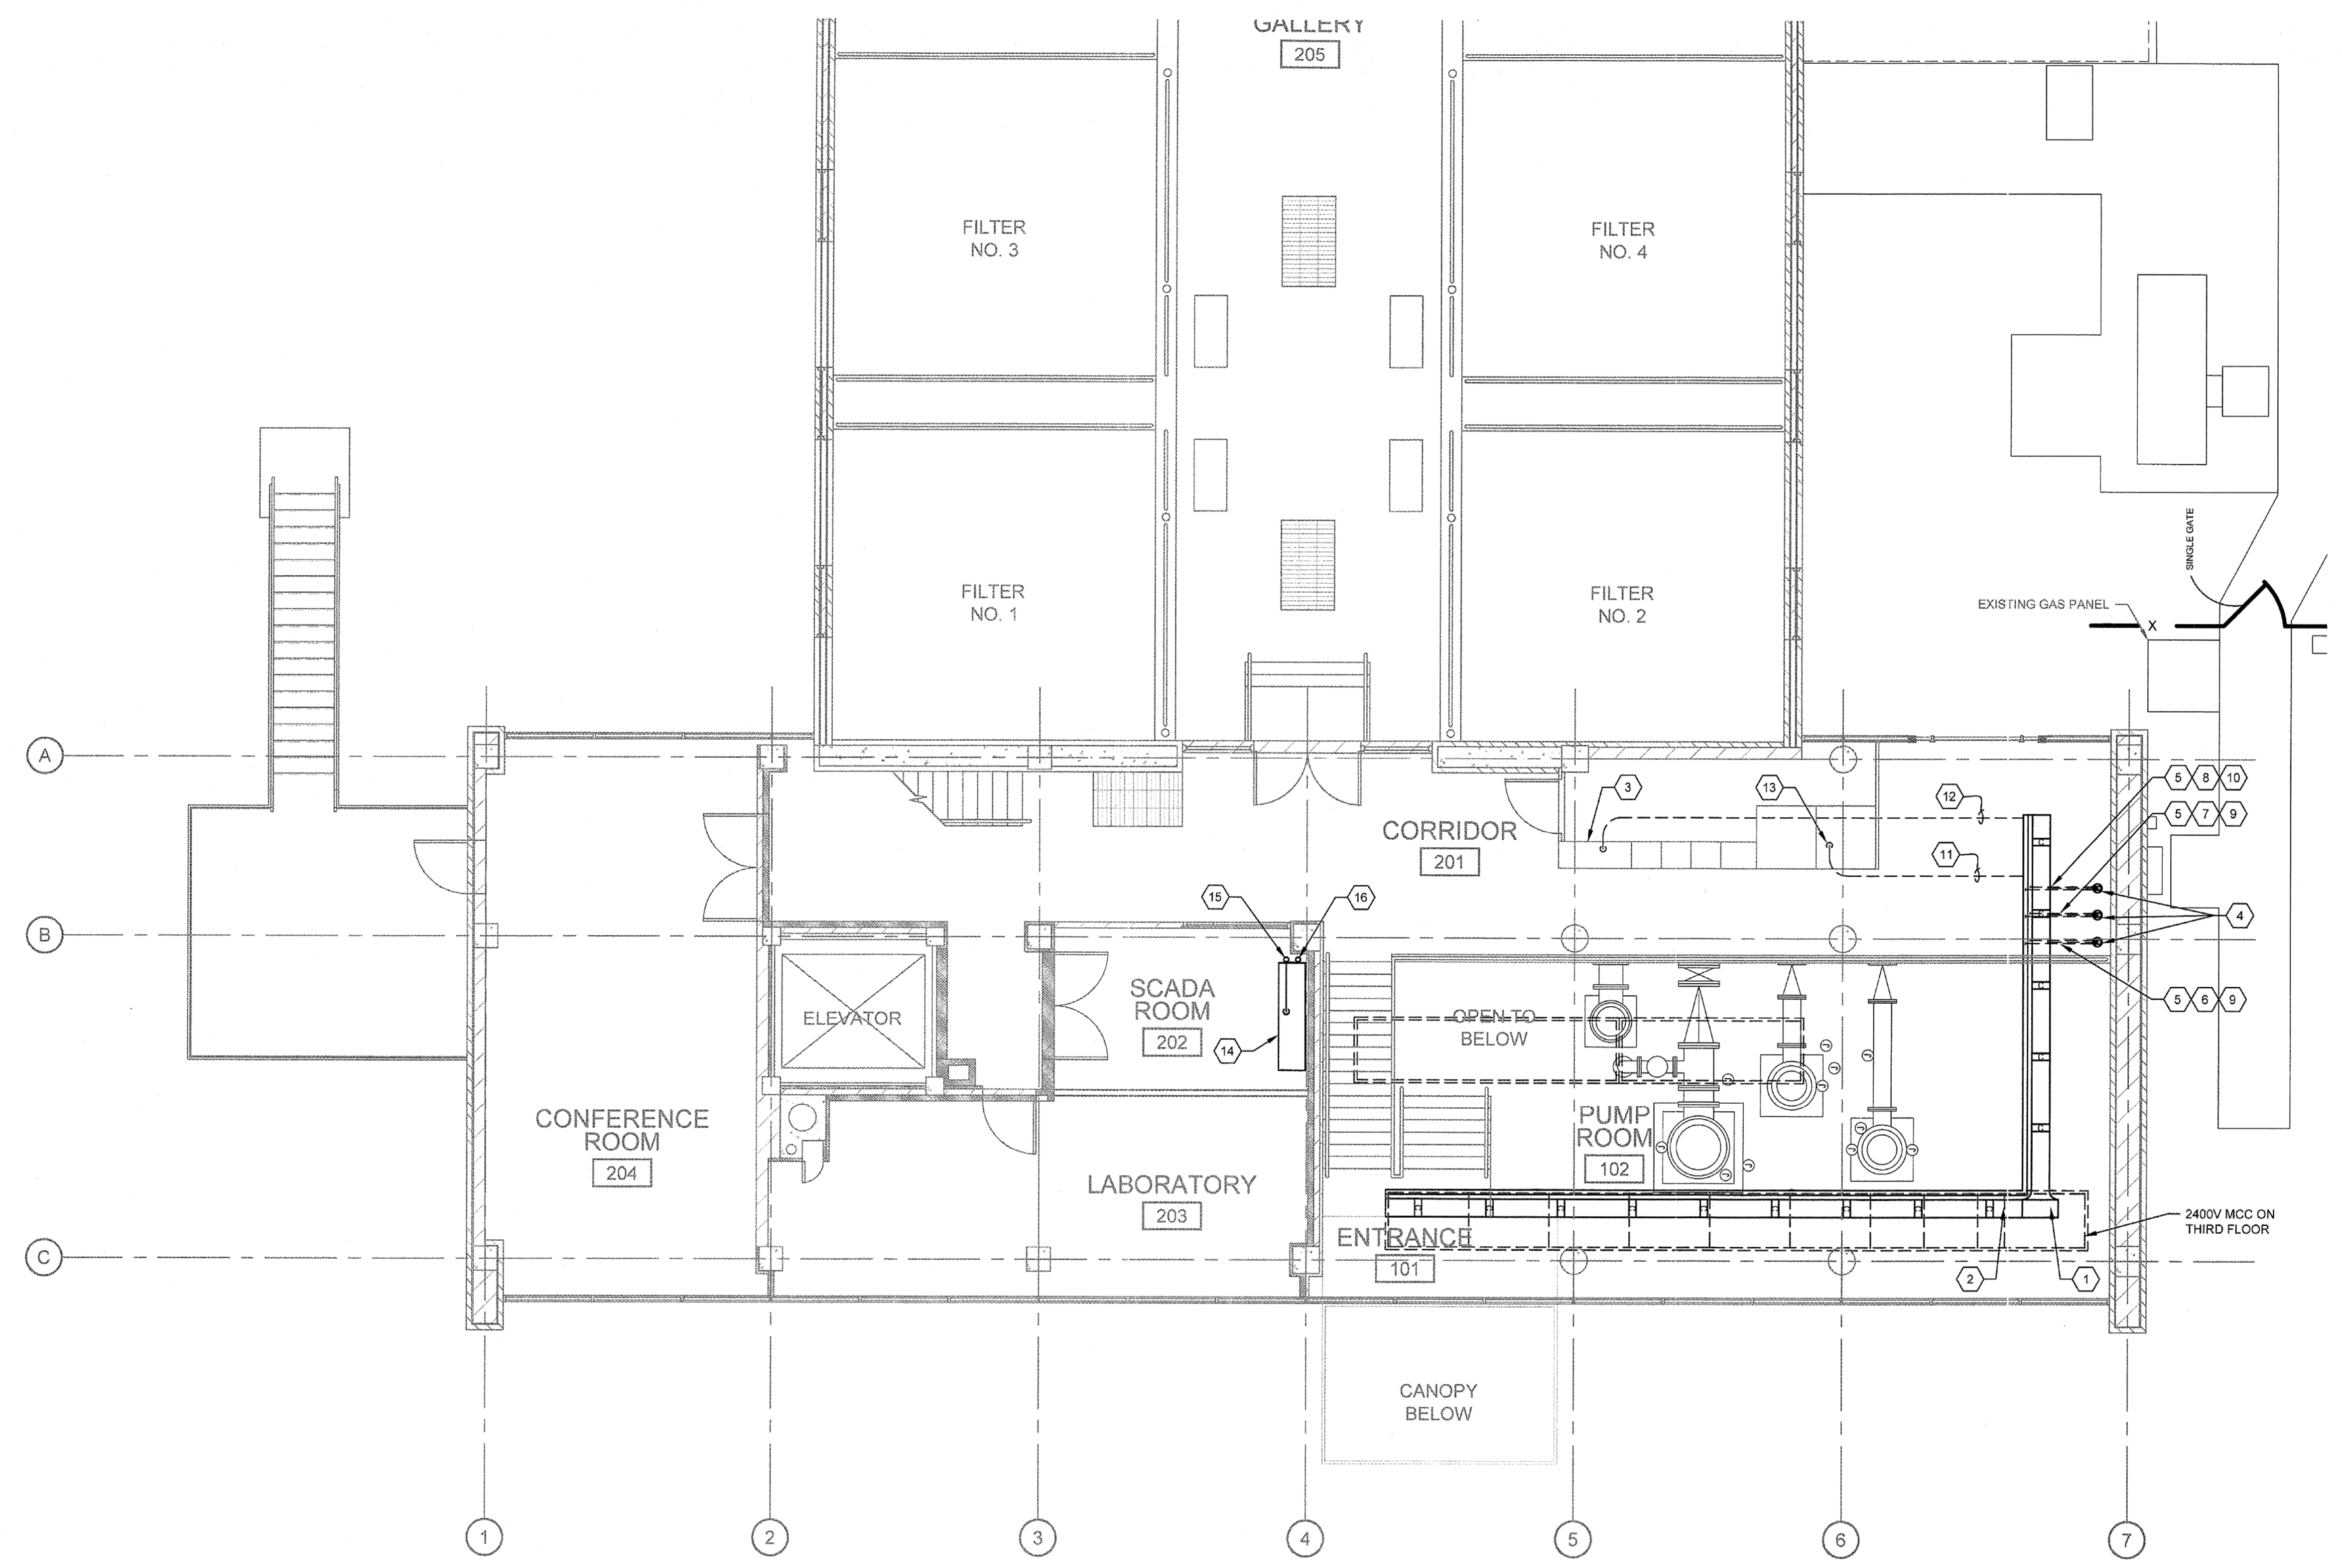 GALLERY
205
FILTER
NO. 3
FILTER
NO. 4
SINGLE GATE
FILTER
NO. 1
FILTER
NO. 2
EXISTING GAS PANEL
X
A
3
13
12
5 8 10
5 7 9
CORRIDOR
201
11
15
16
4
B
SCADA
ROOM
202
ELEVATOR
14
OPEN TO
BELOW
5 6 9
CONFERENCE
ROOM
204
PUMP
ROOM
102
LABORATORY
203
2400V MCC ON
THIRD FLOOR
ENTRANCE
101
C
2
1
CANOPY
BELOW
1
2
3
4
5
6
7